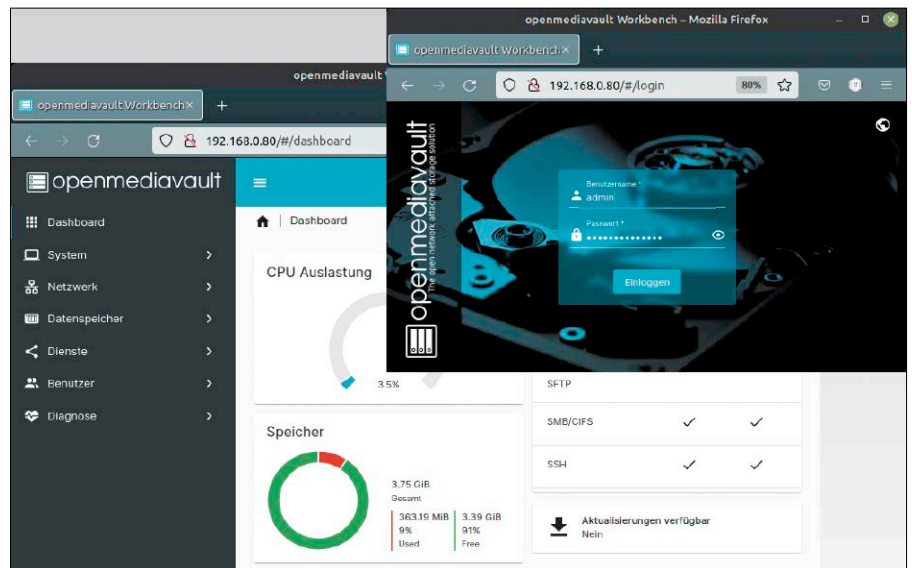 openmediavault Workbench – Mozilla Firefox
openmediavault Workbench ×
+
192.168.0.80/#/login
80%
openmediavault
The open network attached storage solution
Benutzername *
admin
Passwort *
••••••••••••••
Einloggen
openmediavault
openmediavault Workbench ×
+
192.168.0.80/#/dashboard
openmediavault
Dashboard
System
Netzwerk
Datenspeicher
Dienste
Benutzer
Diagnose
Dashboard
CPU Auslastung
3.5%
Speicher
3.75 GiB
Gesamt
363.19 MiB
9%
Used
3.39 GiB
91%
Free
SFTP
SMB/CIFS
SSH
Aktualisierungen verfügbar
Nein